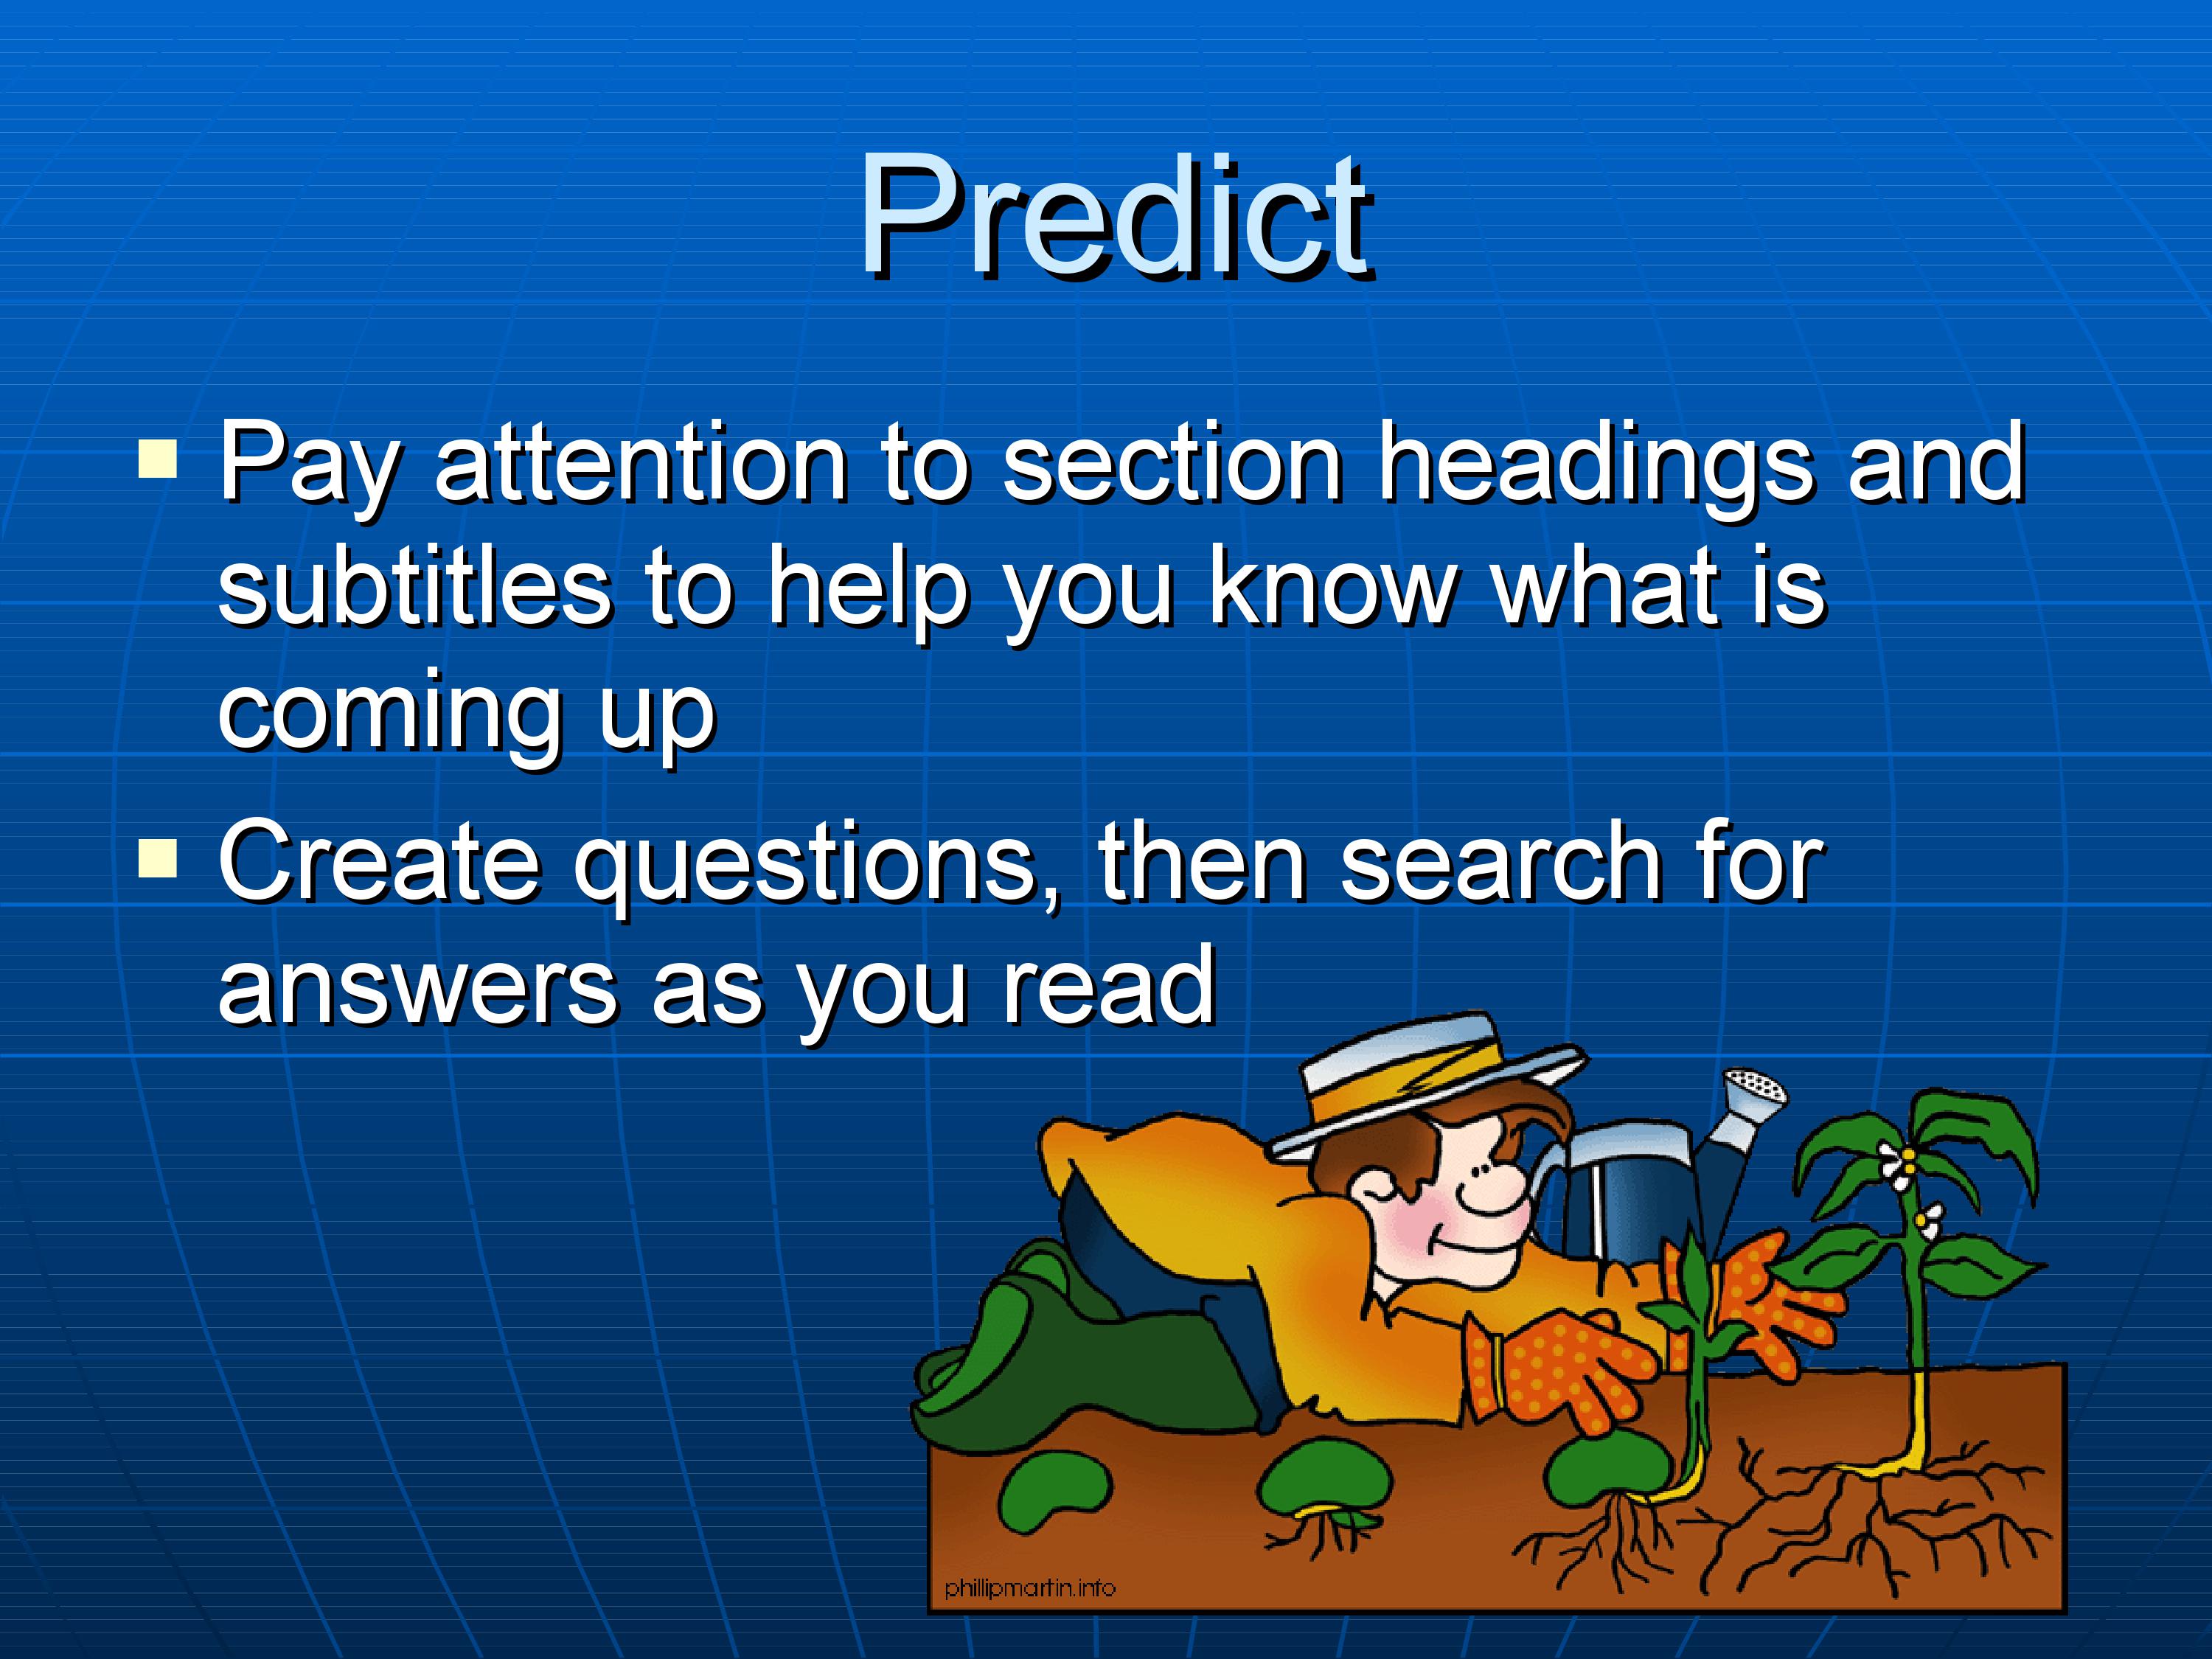 Predict
Pay attention to section headings and
subtitles to help you know what is
coming up
Create questions, then search for
answers as you read
phillipmartin.info